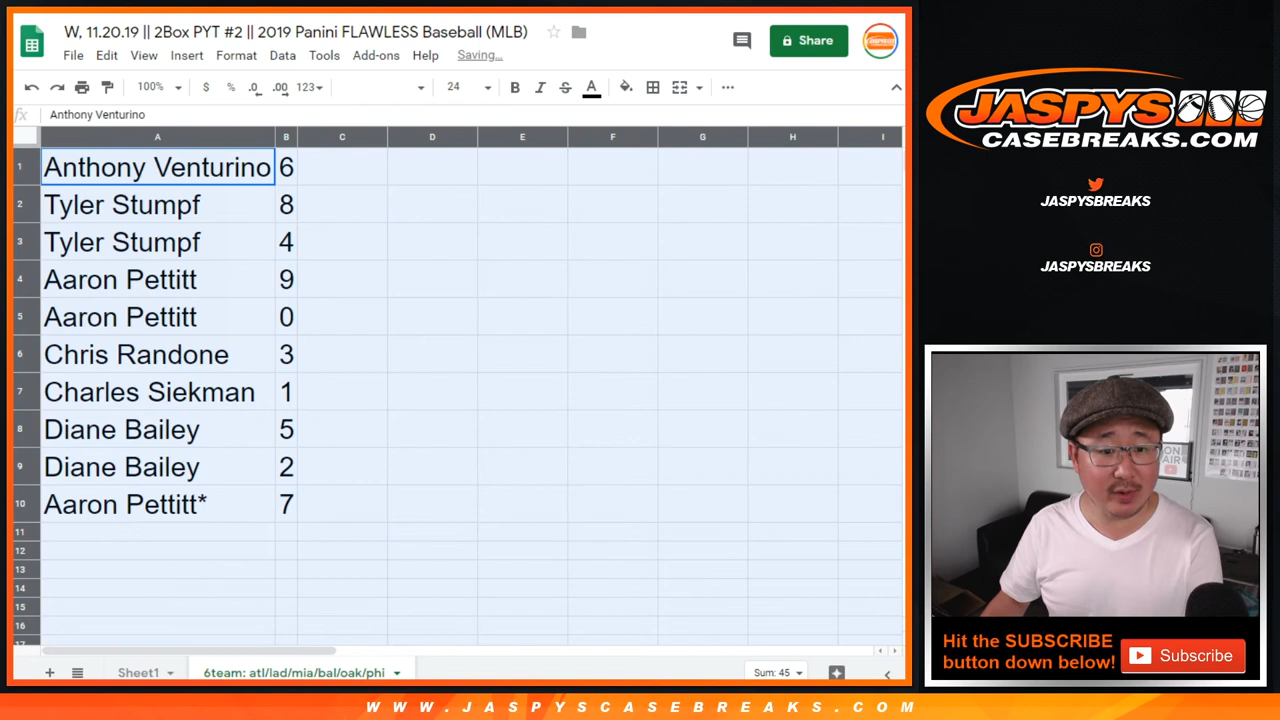 W, 11.20.19 || 2Box PYT #2 || 2019 Panini FLAWLESS Baseball (MLB)
File Edit View Insert Format Data Tools Add-ons Help Saving...
Share
100% $ % .0 .00 123 24 B I S A
fx Anthony Venturino
A B C D E F G H I
1 Anthony Venturino 6
2 Tyler Stumpf 8
3 Tyler Stumpf 4
4 Aaron Pettitt 9
5 Aaron Pettitt 0
6 Chris Randone 3
7 Charles Siekman 1
8 Diane Bailey 5
9 Diane Bailey 2
10 Aaron Pettitt* 7
11
12
13
14
15
16
17
Sheet1 6team: atl/lad/mia/bal/oak/phi Sum: 45
JASPYS
CASEBREAKS.COM
JASPYSBREAKS
JASPYSBREAKS
Hit the SUBSCRIBE
button down below!
Subscribe
WWW.JASPYSCASEBREAKS.COM